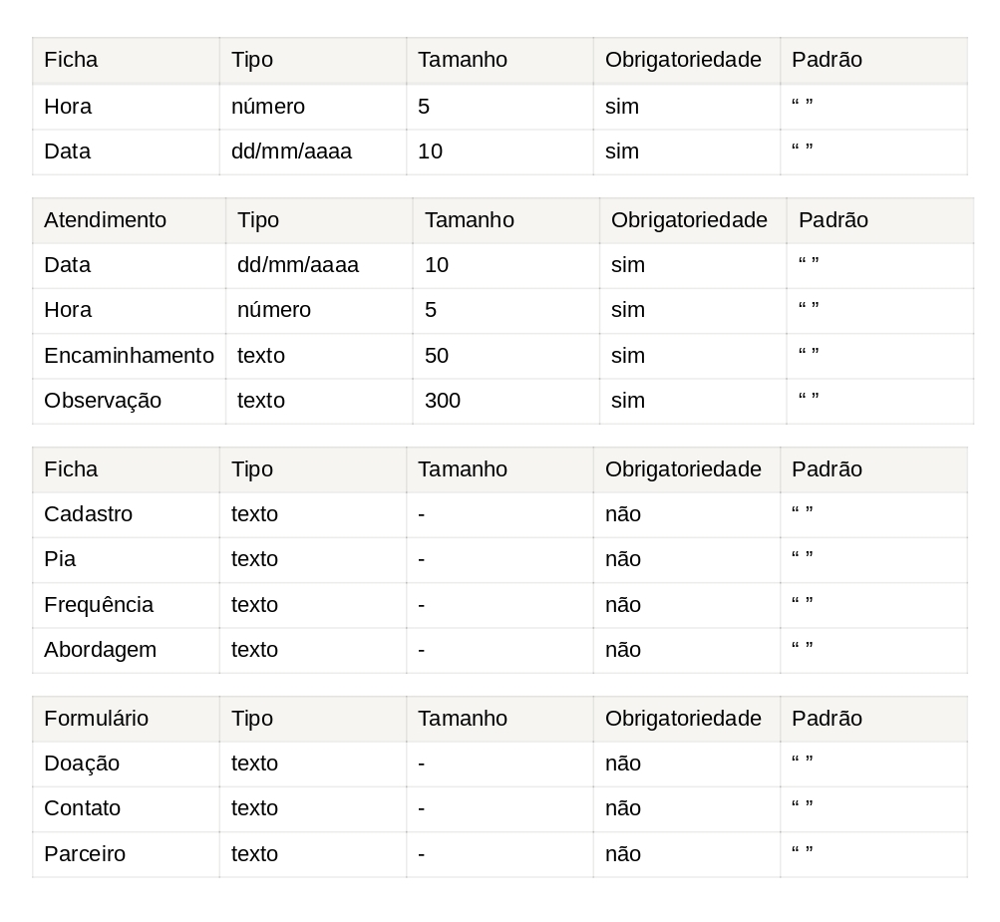 Ficha Tipo Tamanho Obrigatoriedade Padrão
Hora número 5 sim “ ”
Data dd/mm/aaaa 10 sim “ ”
Atendimento Tipo Tamanho Obrigatoriedade Padrão
Data dd/mm/aaaa 10 sim “ ”
Hora número 5 sim “ ”
Encaminhamento texto 50 sim “ ”
Observação texto 300 sim “ ”
Ficha Tipo Tamanho Obrigatoriedade Padrão
Cadastro texto - não “ ”
Pia texto - não “ ”
Frequência texto - não “ ”
Abordagem texto - não “ ”
Formulário Tipo Tamanho Obrigatoriedade Padrão
Doação texto - não “ ”
Contato texto - não “ ”
Parceiro texto - não “ ”